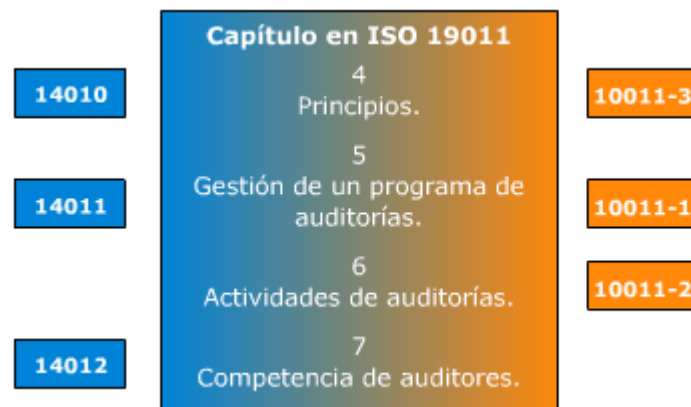 Capítulo en ISO 19011
14010
4
Principios.
10011-3
5
14011
Gestión de un programa de
auditorías.
10011-1
6
Actividades de auditorías.
10011-2
7
14012
Competencia de auditores.